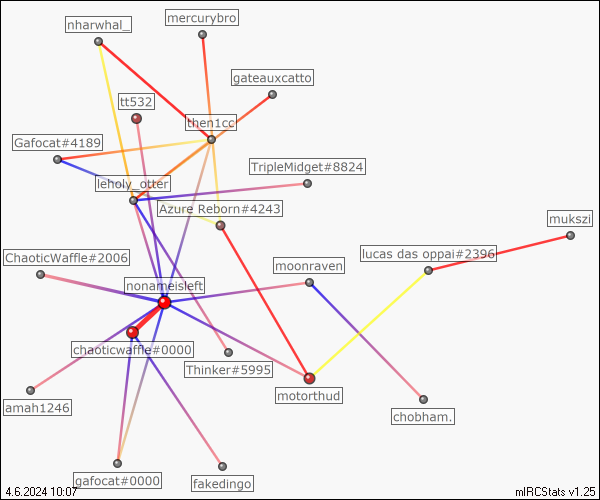 mercurybro
nharwhal_
gateauxcatto
tt532
then1cc
Gafocat#4189
TripleMidget#8824
leholy_otter
Azure Reborn#4243
mukszi
lucas das oppai#2396
ChaoticWaffle#2006
moonraven
nonameisleft
chaoticwaffle#0000
Thinker#5995
motorthud
amah1246
chobham.
gafocat#0000
fakedingo
4.6.2024 10:07
mIRCStats v1.25